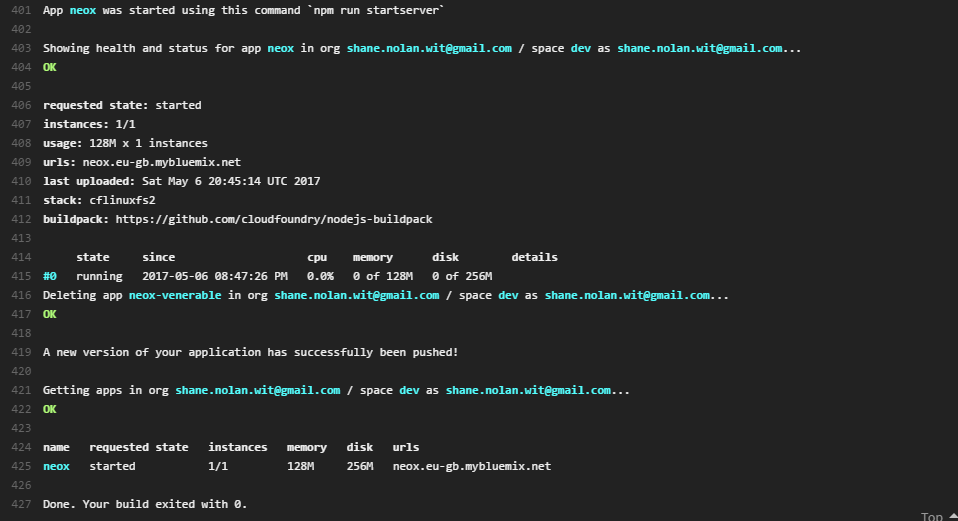 401 App neox was started using this command `npm run startserver`
402
403 Showing health and status for app neox in org shane.nolan.wit@gmail.com / space dev as shane.nolan.wit@gmail.com...
404 OK
405
406 requested state: started
407 instances: 1/1
408 usage: 128M x 1 instances
409 urls: neox.eu-gb.mybluemix.net
410 last uploaded: Sat May 6 20:45:14 UTC 2017
411 stack: cflinuxfs2
412 buildpack: https://github.com/cloudfoundry/nodejs-buildpack
413
414 state since cpu memory disk details
415 #0 running 2017-05-06 08:47:26 PM 0.0% 0 of 128M 0 of 256M
416 Deleting app neox-venerable in org shane.nolan.wit@gmail.com / space dev as shane.nolan.wit@gmail.com...
417 OK
418
419 A new version of your application has successfully been pushed!
420
421 Getting apps in org shane.nolan.wit@gmail.com / space dev as shane.nolan.wit@gmail.com...
422 OK
423
424 name requested state instances memory disk urls
425 neox started 1/1 128M 256M neox.eu-gb.mybluemix.net
426
427 Done. Your build exited with 0.
Top